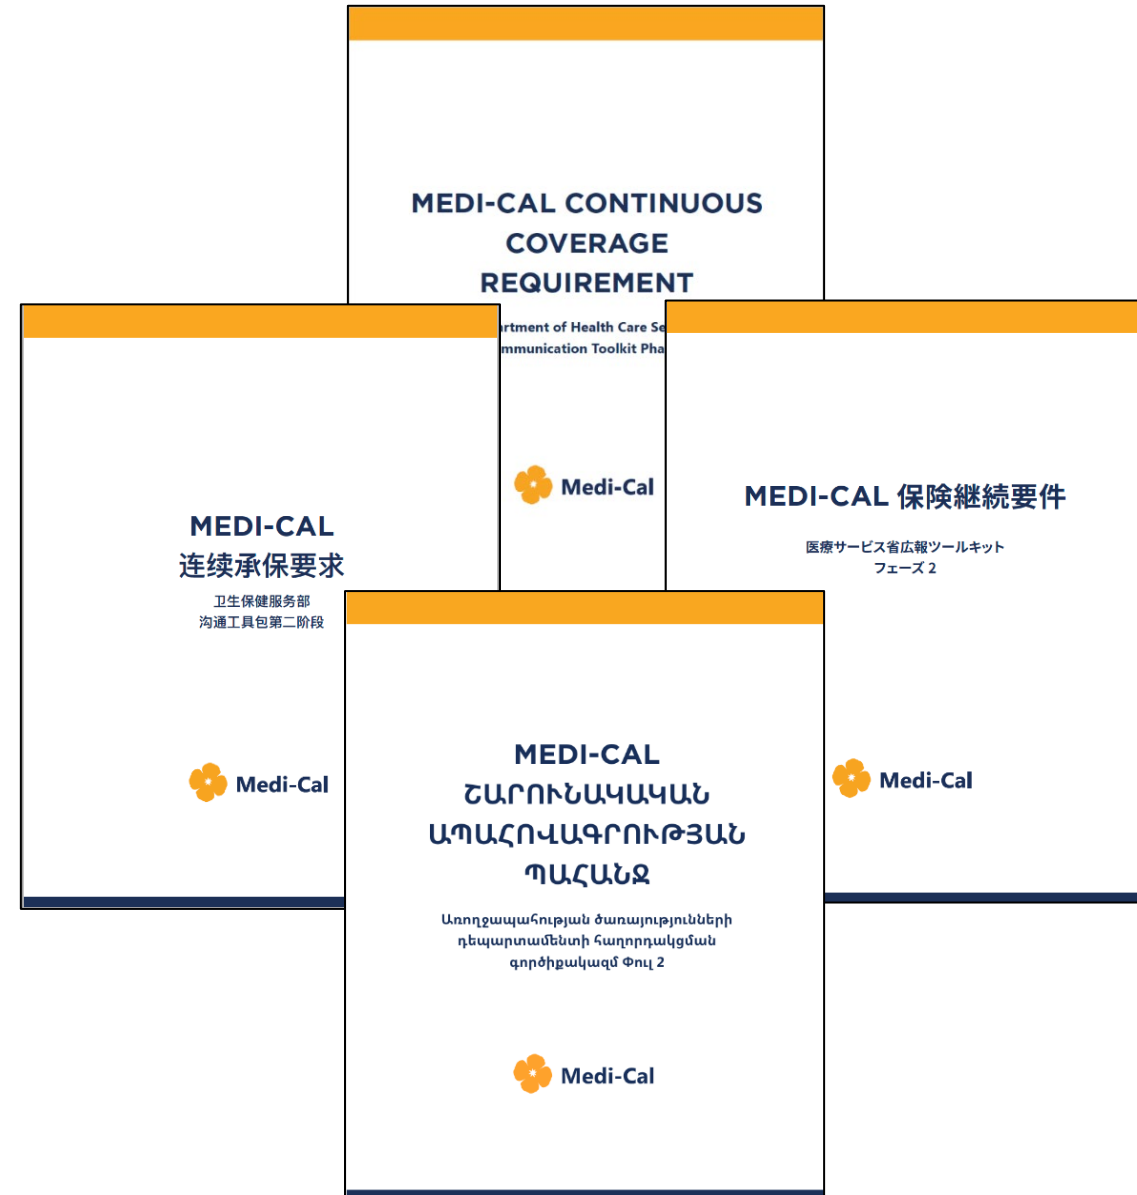 MEDI-CAL CONTINUOUS
COVERAGE
REQUIREMENT
of Health Care
Toolkit
Medi-Cal
MEDI-CAL
连续承保要求
卫生保健服务部
沟通工具包第二阶段
Medi-Cal
MEDI-CAL 保険継続要件
医療サービス省広報ツールキット
フェーズ 2
Medi-Cal
MEDI-CAL
ՇԱՐՈՒՆԱԿԱԿԱՆ
ԱՊԱՀՈՎԱԳՐՈՒԹՅԱՆ
ՊԱՀԱՆՋ
Առողջապահության ծառայությունների
դեպարտամենտի հաղորդակցման
գործիքակազմ Փուլ 2
Medi-Cal